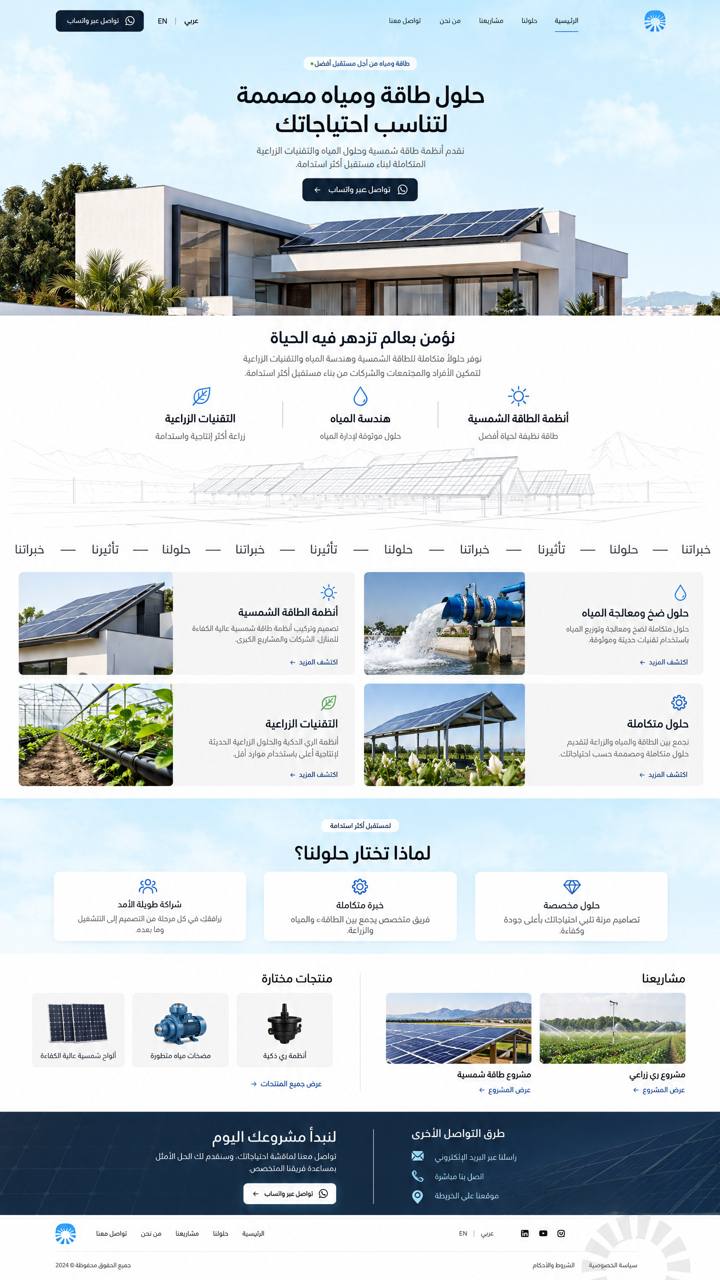 الرئيسية
حلولنا
مشاريعنا
من نحن
تواصل معنا
عربي | EN
تواصل عبر واتساب
طاقة ومياه من أجل مستقبل أفضل
حلول طاقة ومياه مصممة
لتناسب احتياجاتك
نقدم أنظمة طاقة شمسية وحلول المياه والتقنيات الزراعية
المتكاملة لبناء مستقبل أكثر استدامة.
تواصل عبر واتساب ←
نؤمن بعالم تزدهر فيه الحياة
نوفر حلولاً متكاملة للطاقة الشمسية وهندسة المياه والتقنيات الزراعية
لتمكين الأفراد والمجتمعات والشركات من بناء مستقبل أكثر استدامة.
أنظمة الطاقة الشمسية
طاقة نظيفة لحياة أفضل
هندسة المياه
حلول موثوقة لإدارة المياه
التقنيات الزراعية
زراعة أكثر إنتاجية واستدامة
خبراتنا — حلولنا — تأثيرنا — خبراتنا — حلولنا — تأثيرنا — خبراتنا — حلولنا — تأثيرنا — خبراتنا
حلول ضخ ومعالجة المياه
حلول متكاملة لضخ ومعالجة وتوزيع المياه
باستخدام تقنيات حديثة وموثوقة.
اكتشف المزيد ←
أنظمة الطاقة الشمسية
تصميم وتركيب أنظمة طاقة شمسية عالية الكفاءة
للمنازل، الشركات والمشاريع الكبرى.
اكتشف المزيد ←
حلول متكاملة
نجمع بين الطاقة والمياه والزراعة لتقديم
حلول متكاملة ومصممة حسب احتياجاتك.
اكتشف المزيد ←
التقنيات الزراعية
أنظمة الري الذكية والحلول الزراعية الحديثة
لإنتاجية أعلى باستخدام موارد أقل.
اكتشف المزيد ←
لمستقبل أكثر استدامة
لماذا تختار حلولنا؟
حلول مخصصة
تصاميم مرنة تلبي احتياجاتك بأعلى جودة
وكفاءة.
خبرة متكاملة
فريق متخصص يجمع بين الطاقة والمياه
والزراعة.
شراكة طويلة الأمد
نرافقك في كل مرحلة من التصميم إلى التشغيل
وما بعده.
مشاريعنا
مشروع ري زراعي
عرض المشروع ←
مشروع طاقة شمسية
عرض المشروع ←
منتجات مختارة
أنظمة ري ذكية
مضخات مياه متطورة
ألواح شمسية عالية الكفاءة
عرض جميع المنتجات →
طرق التواصل الأخرى
راسلنا عبر البريد الإلكتروني
اتصل بنا مباشرة
موقعنا على الخريطة
لنبدأ مشروعك اليوم
تواصل معنا لمناقشة احتياجاتك، وسنقدم لك الحل الأمثل
بمساعدة فريقنا المتخصص.
تواصل عبر واتساب ←
عربي | EN
الرئيسية
حلولنا
مشاريعنا
من نحن
تواصل معنا
سياسة الخصوصية
الشروط والأحكام
جميع الحقوق محفوظة © 2024